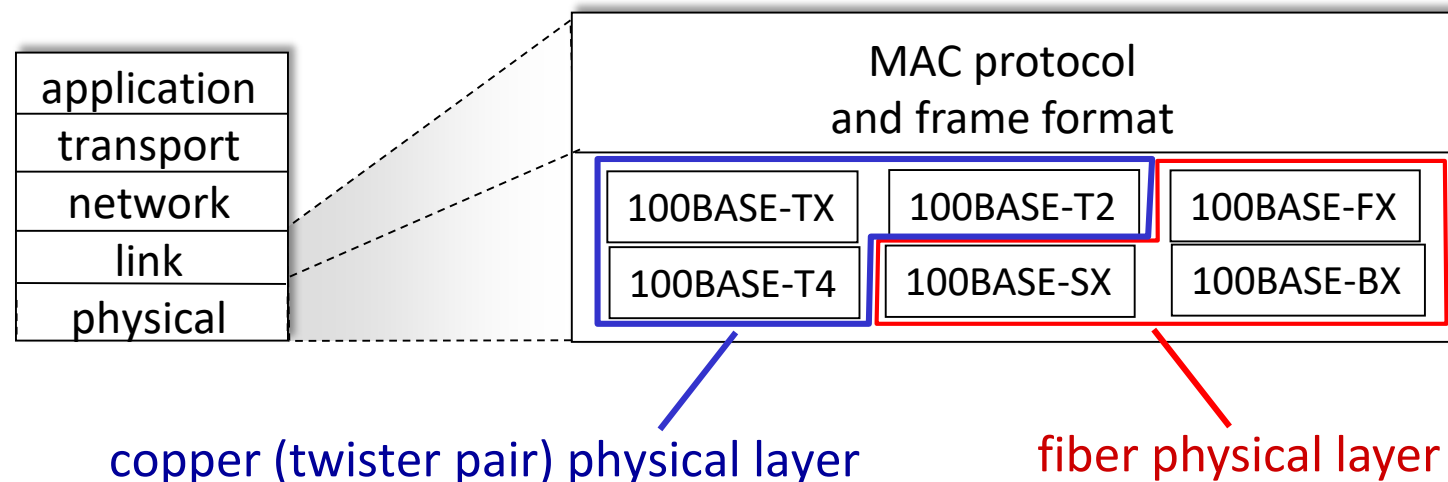 application
transport
network
link
physical
MAC protocol
and frame format
100BASE-TX
100BASE-T2
100BASE-FX
100BASE-T4
100BASE-SX
100BASE-BX
copper (twister pair) physical layer
fiber physical layer